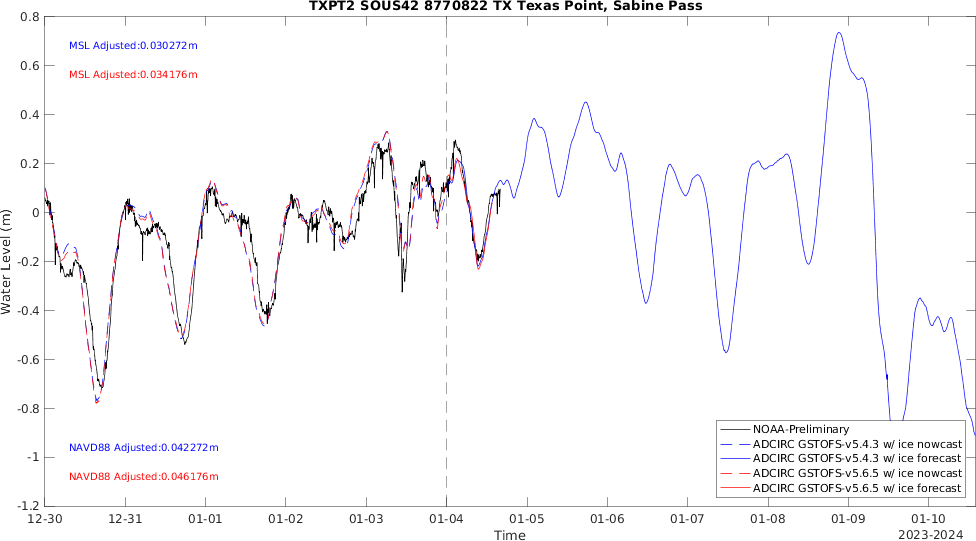 TXPT2 SOUS42 8770822 TX Texas Point, Sabine Pass
0.8
0.6
0.4
0.2
0
-0.2
-0.4
-0.6
-0.8
-1
-1.2
Water Level (m)
MSL Adjusted:0.030272m
MSL Adjusted:0.034176m
NAVD88 Adjusted:0.042272m
NAVD88 Adjusted:0.046176m
NOAA-Preliminary
ADCIRC GSTOFS-v5.4.3 w/ ice nowcast
ADCIRC GSTOFS-v5.4.3 w/ ice forecast
ADCIRC GSTOFS-v5.6.5 w/ ice nowcast
ADCIRC GSTOFS-v5.6.5 w/ ice forecast
12-30 12-31 01-01 01-02 01-03 01-04 01-05 01-06 01-07 01-08 01-09 01-10
Time
2023-2024